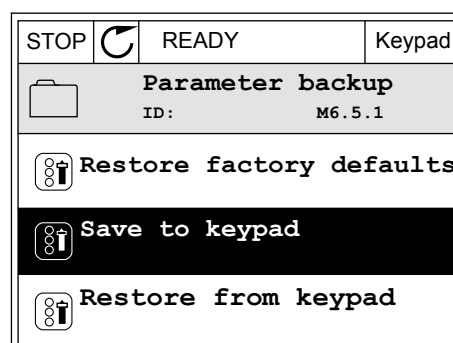 STOP READY Keypad
Parameter backup
ID: M6.5.1
Restore factory defaults
Save to keypad
Restore from keypad